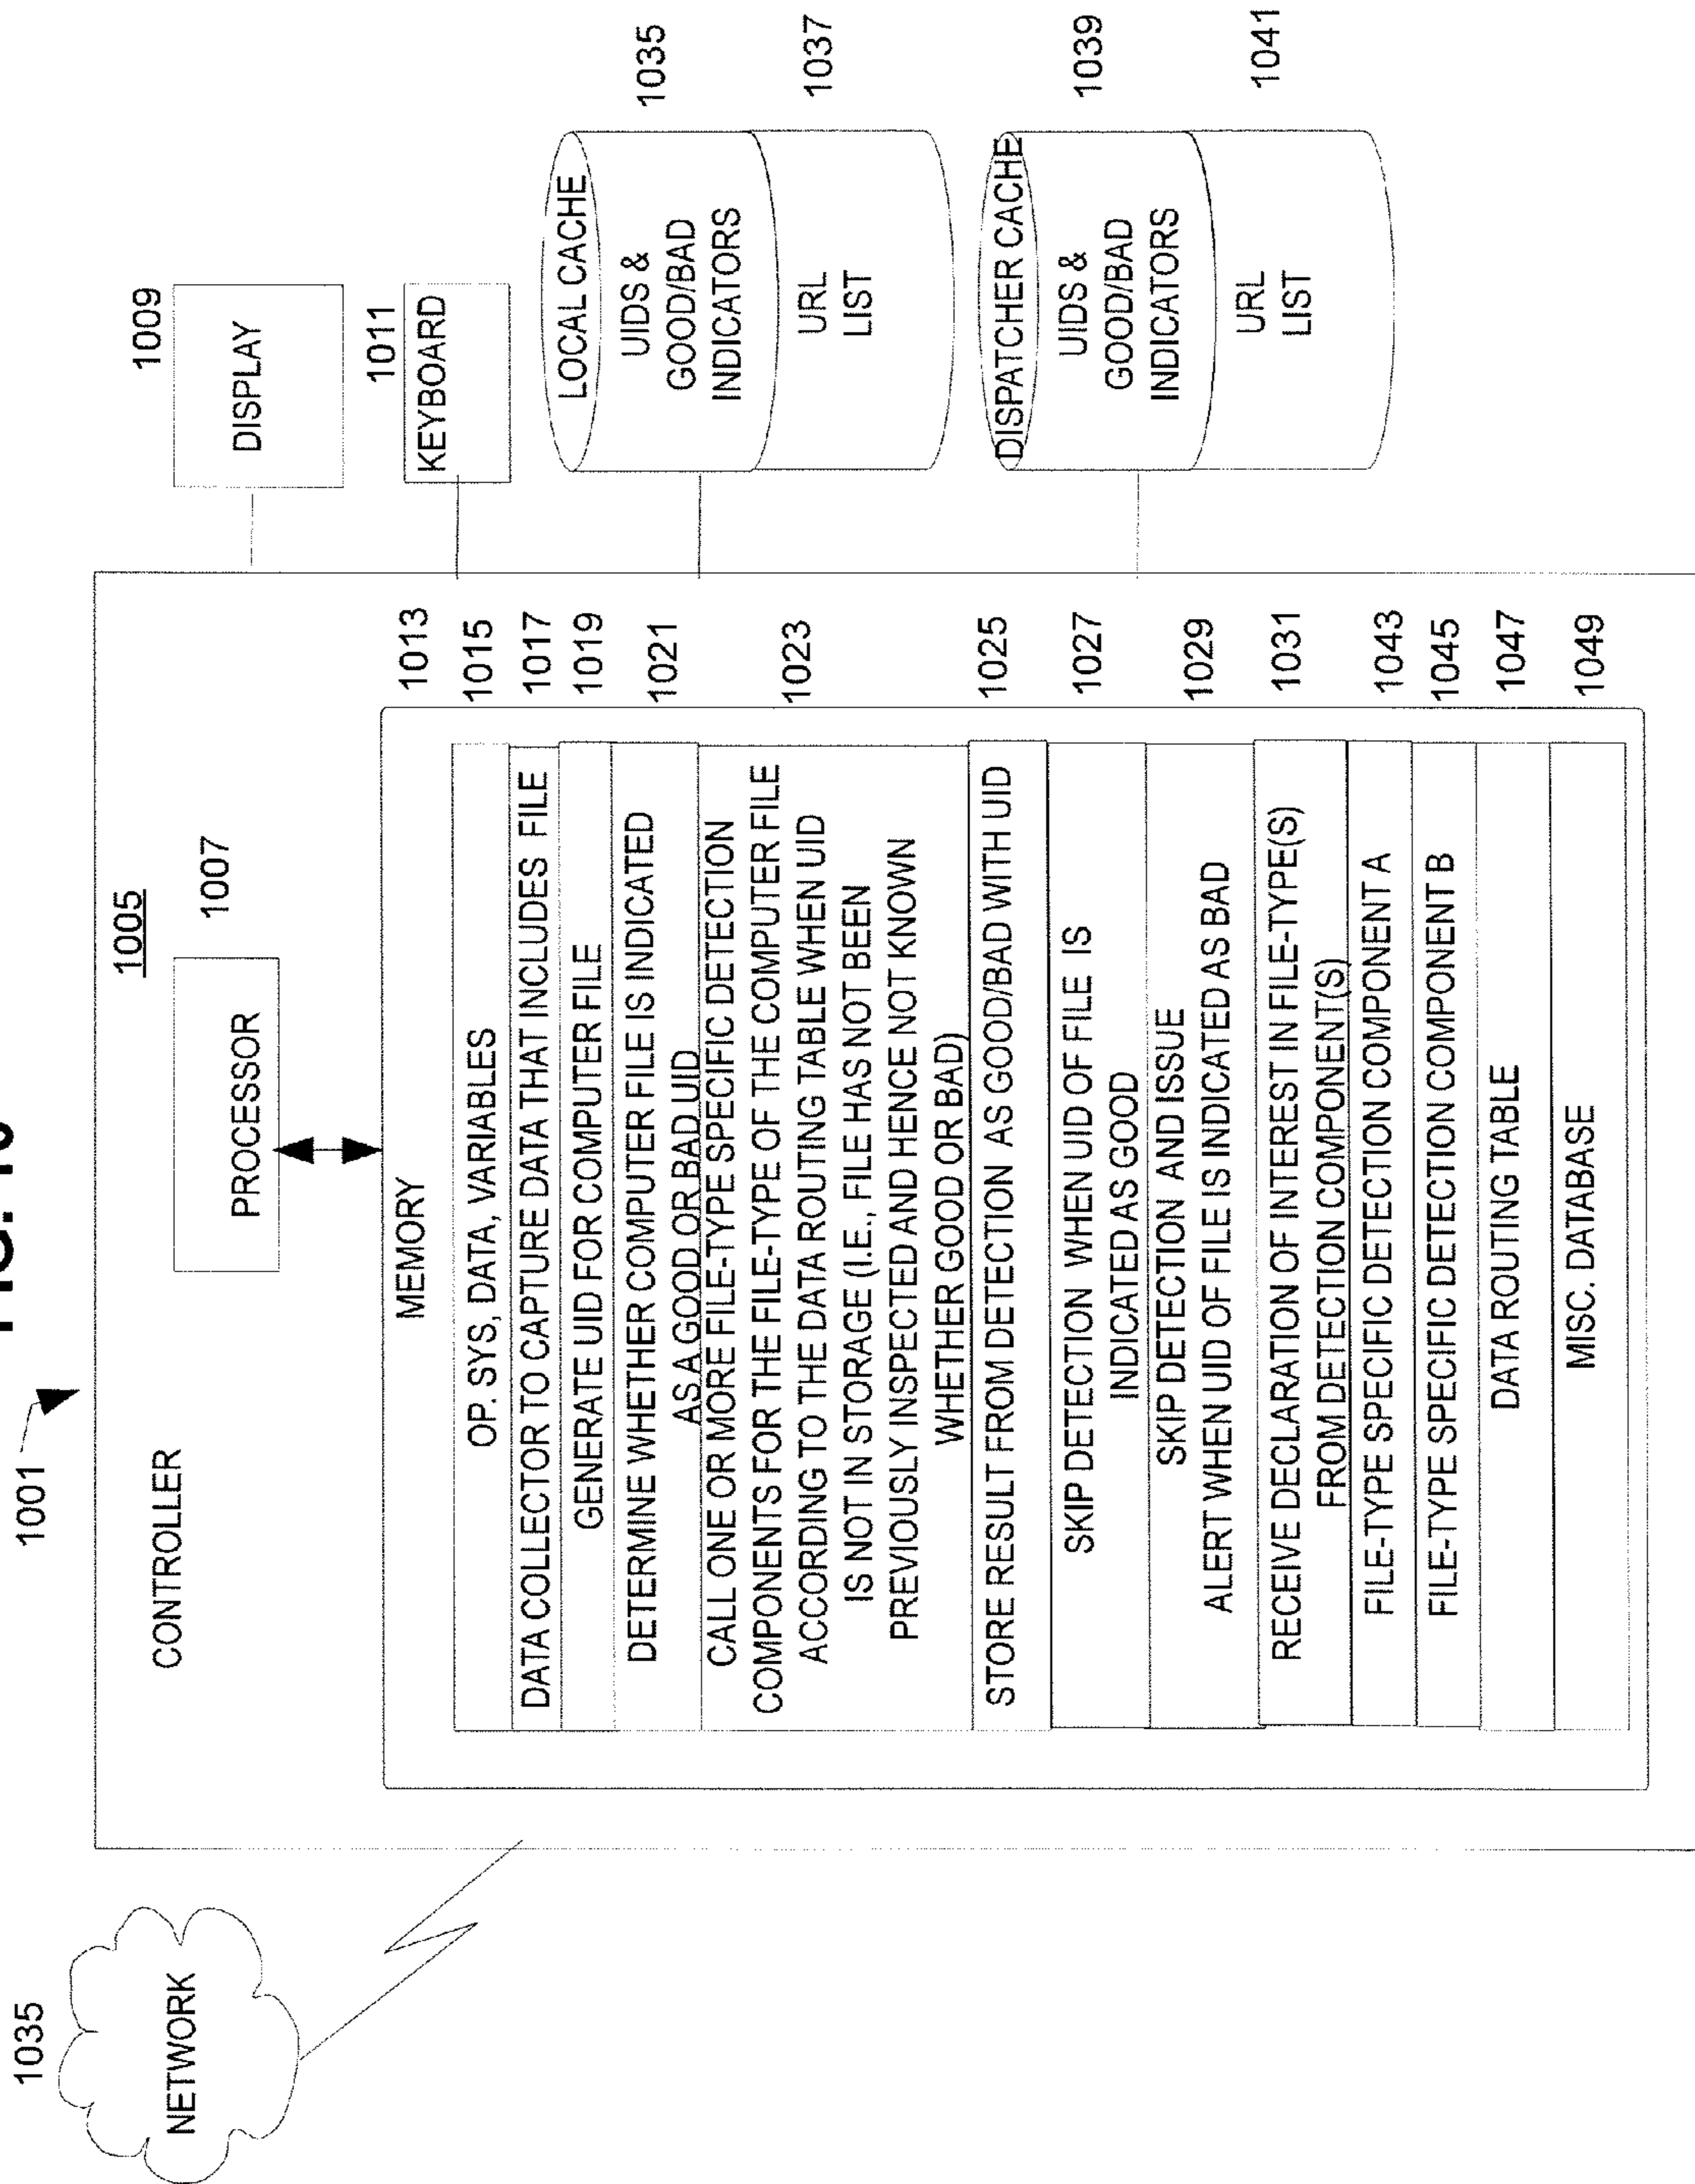 1001
CONTROLLER
1005
1007
PROCESSOR
1035
NETWORK
1009
DISPLAY
1011
KEYBOARD
MEMORY
1013
OP. SYS, DATA, VARIABLES
1015
DATA COLLECTOR TO CAPTURE DATA THAT INCLUDES FILE
1017
GENERATE UID FOR COMPUTER FILE
1019
DETERMINE WHETHER COMPUTER FILE IS INDICATED
AS A GOOD OR BAD UID
1021
CALL ONE OR MORE FILE-TYPE SPECIFIC DETECTION
COMPONENTS FOR THE FILE-TYPE OF THE COMPUTER FILE
ACCORDING TO THE DATA ROUTING TABLE WHEN UID
IS NOT IN STORAGE (I.E., FILE HAS NOT BEEN
PREVIOUSLY INSPECTED AND HENCE NOT KNOWN
WHETHER GOOD OR BAD)
1023
STORE RESULT FROM DETECTION AS GOOD/BAD WITH UID
1025
SKIP DETECTION WHEN UID OF FILE IS
INDICATED AS GOOD
1027
SKIP DETECTION AND ISSUE
ALERT WHEN UID OF FILE IS INDICATED AS BAD
1029
RECEIVE DECLARATION OF INTEREST IN FILE-TYPE(S)
FROM DETECTION COMPONENT(S)
1031
FILE-TYPE SPECIFIC DETECTION COMPONENT A
1043
FILE-TYPE SPECIFIC DETECTION COMPONENT B
1045
DATA ROUTING TABLE
1047
MISC. DATABASE
1049
LOCAL CACHE
UIDS &
GOOD/BAD
INDICATORS
1035
URL
LIST
1037
DISPATCHER CACHE
UIDS &
GOOD/BAD
INDICATORS
1039
URL
LIST
1041